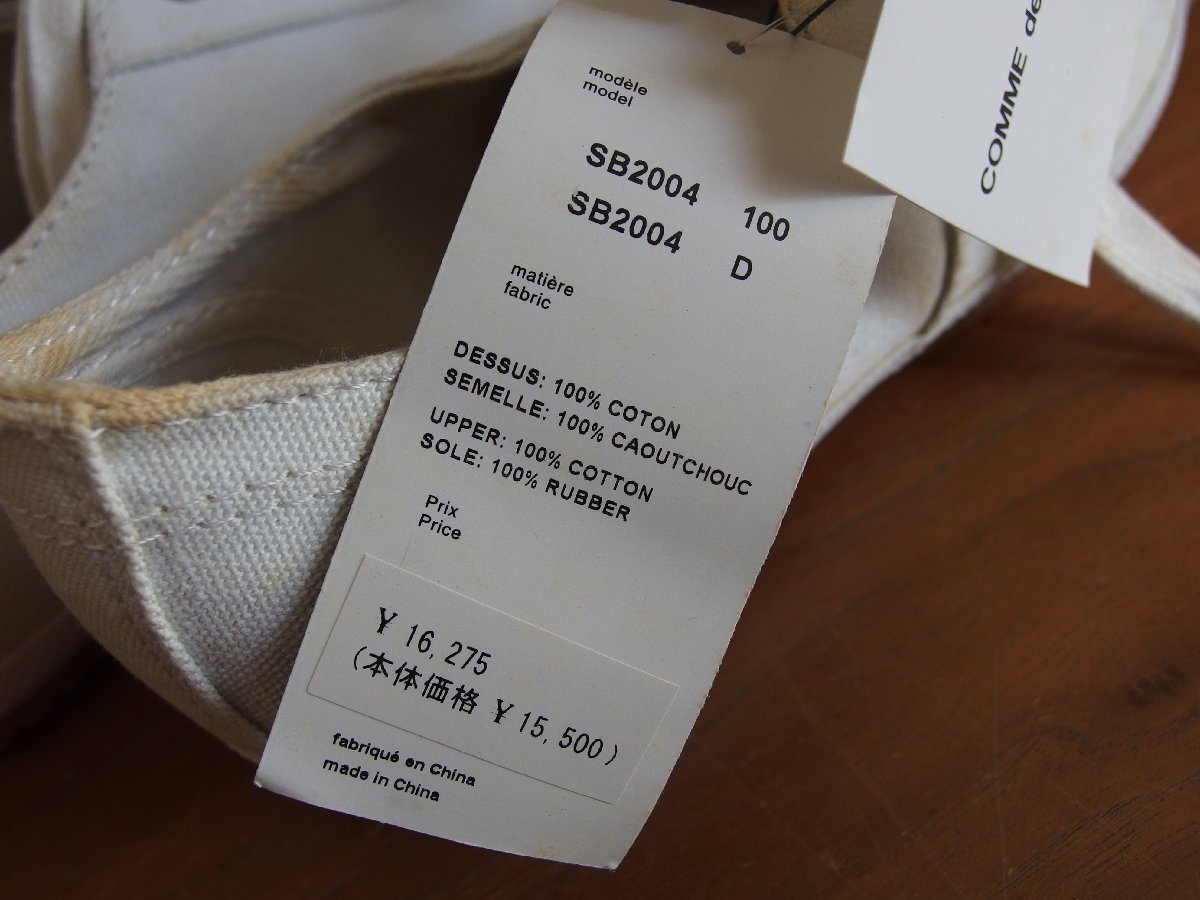 COMME de
modèle
model
SB2004 100
SB2004 D
matière
fabric
DESSUS: 100% COTON
SEMELLE: 100% CAOUTCHOUC
UPPER: 100% COTTON
SOLE: 100% RUBBER
Prix
Price
¥ 16,275
(本体価格 ¥15,500)
fabriqué en China
made in China